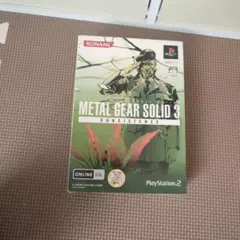 KONAMI
METAL GEAR SOLID 3
SUBSISTENCE
ONLINE
PlayStation.2